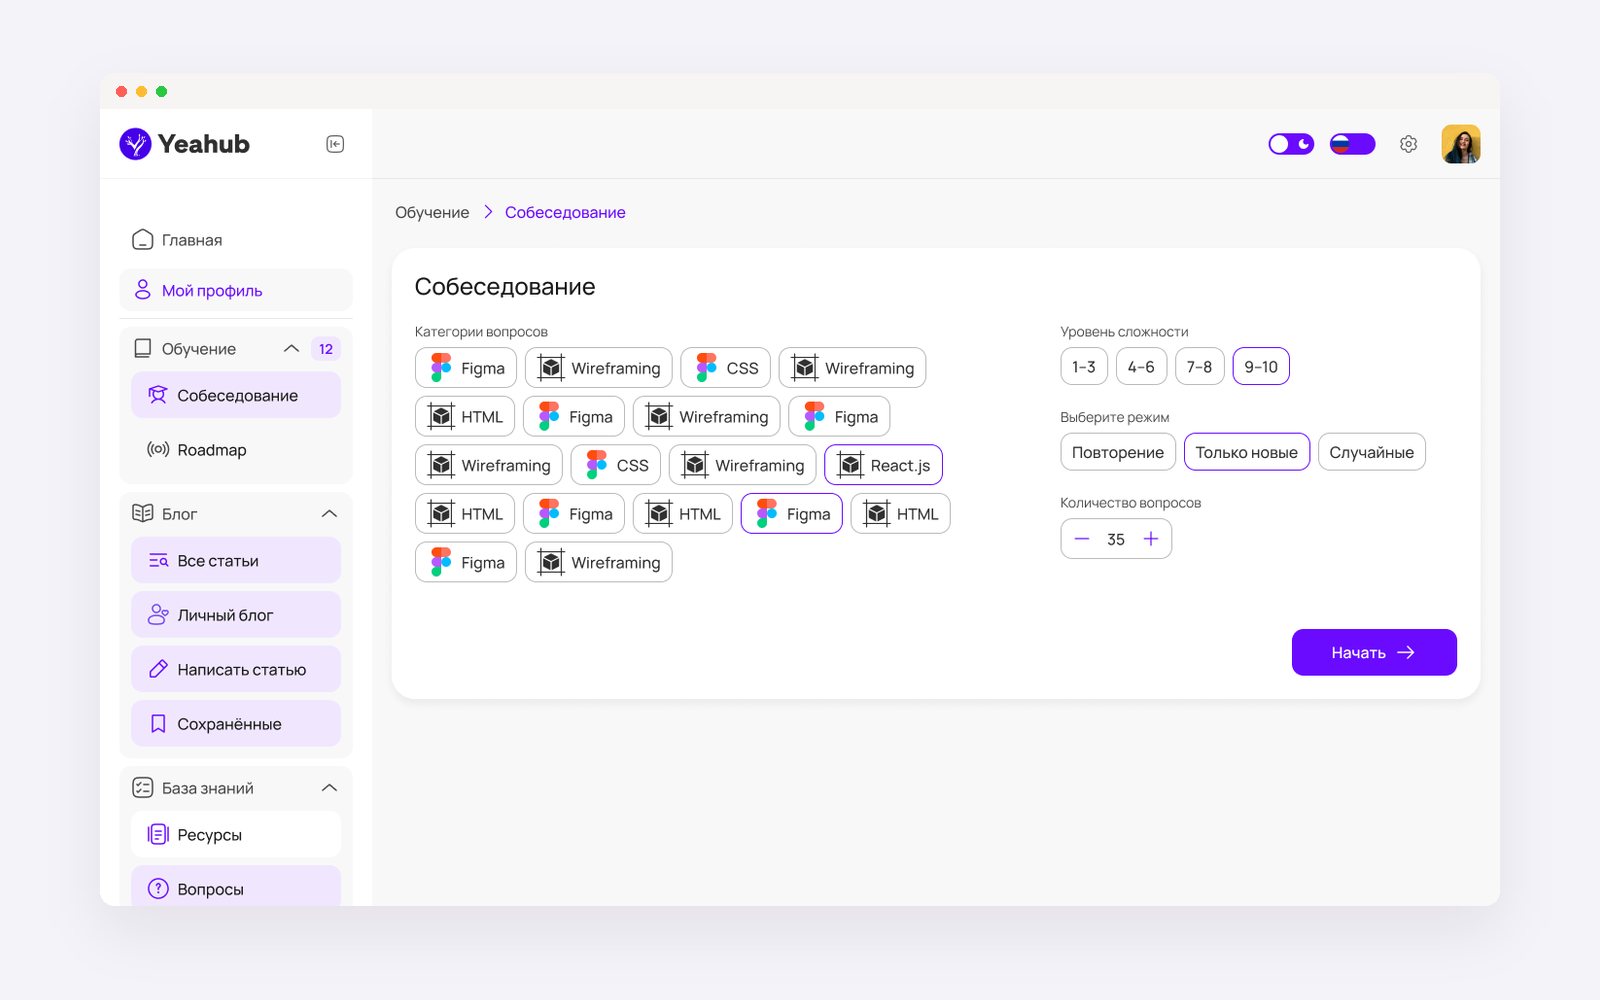 Yeahub
Главная
Мой профиль
Обучение 12
Собеседование
Roadmap
Блог
Все статьи
Личный блог
Написать статью
Сохранённые
База знаний
Ресурсы
Вопросы
Обучение Собеседование
Собеседование
Категории вопросов
Figma Wireframing CSS Wireframing
HTML Figma Wireframing Figma
Wireframing CSS Wireframing React.js
HTML Figma HTML Figma HTML
Figma Wireframing
Уровень сложности
1–3 4–6 7–8 9–10
Выберите режим
Повторение Только новые Случайные
Количество вопросов
35
Начать